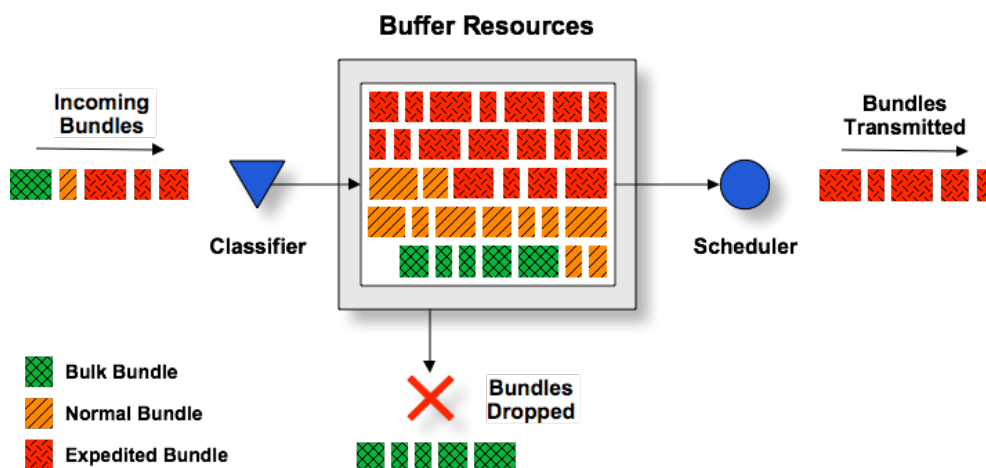 Buffer Resources
Incoming
Bundles
Bundles
Transmitted
Classifier
Scheduler
Bulk Bundle
Normal Bundle
Expedited Bundle
Bundles
Dropped